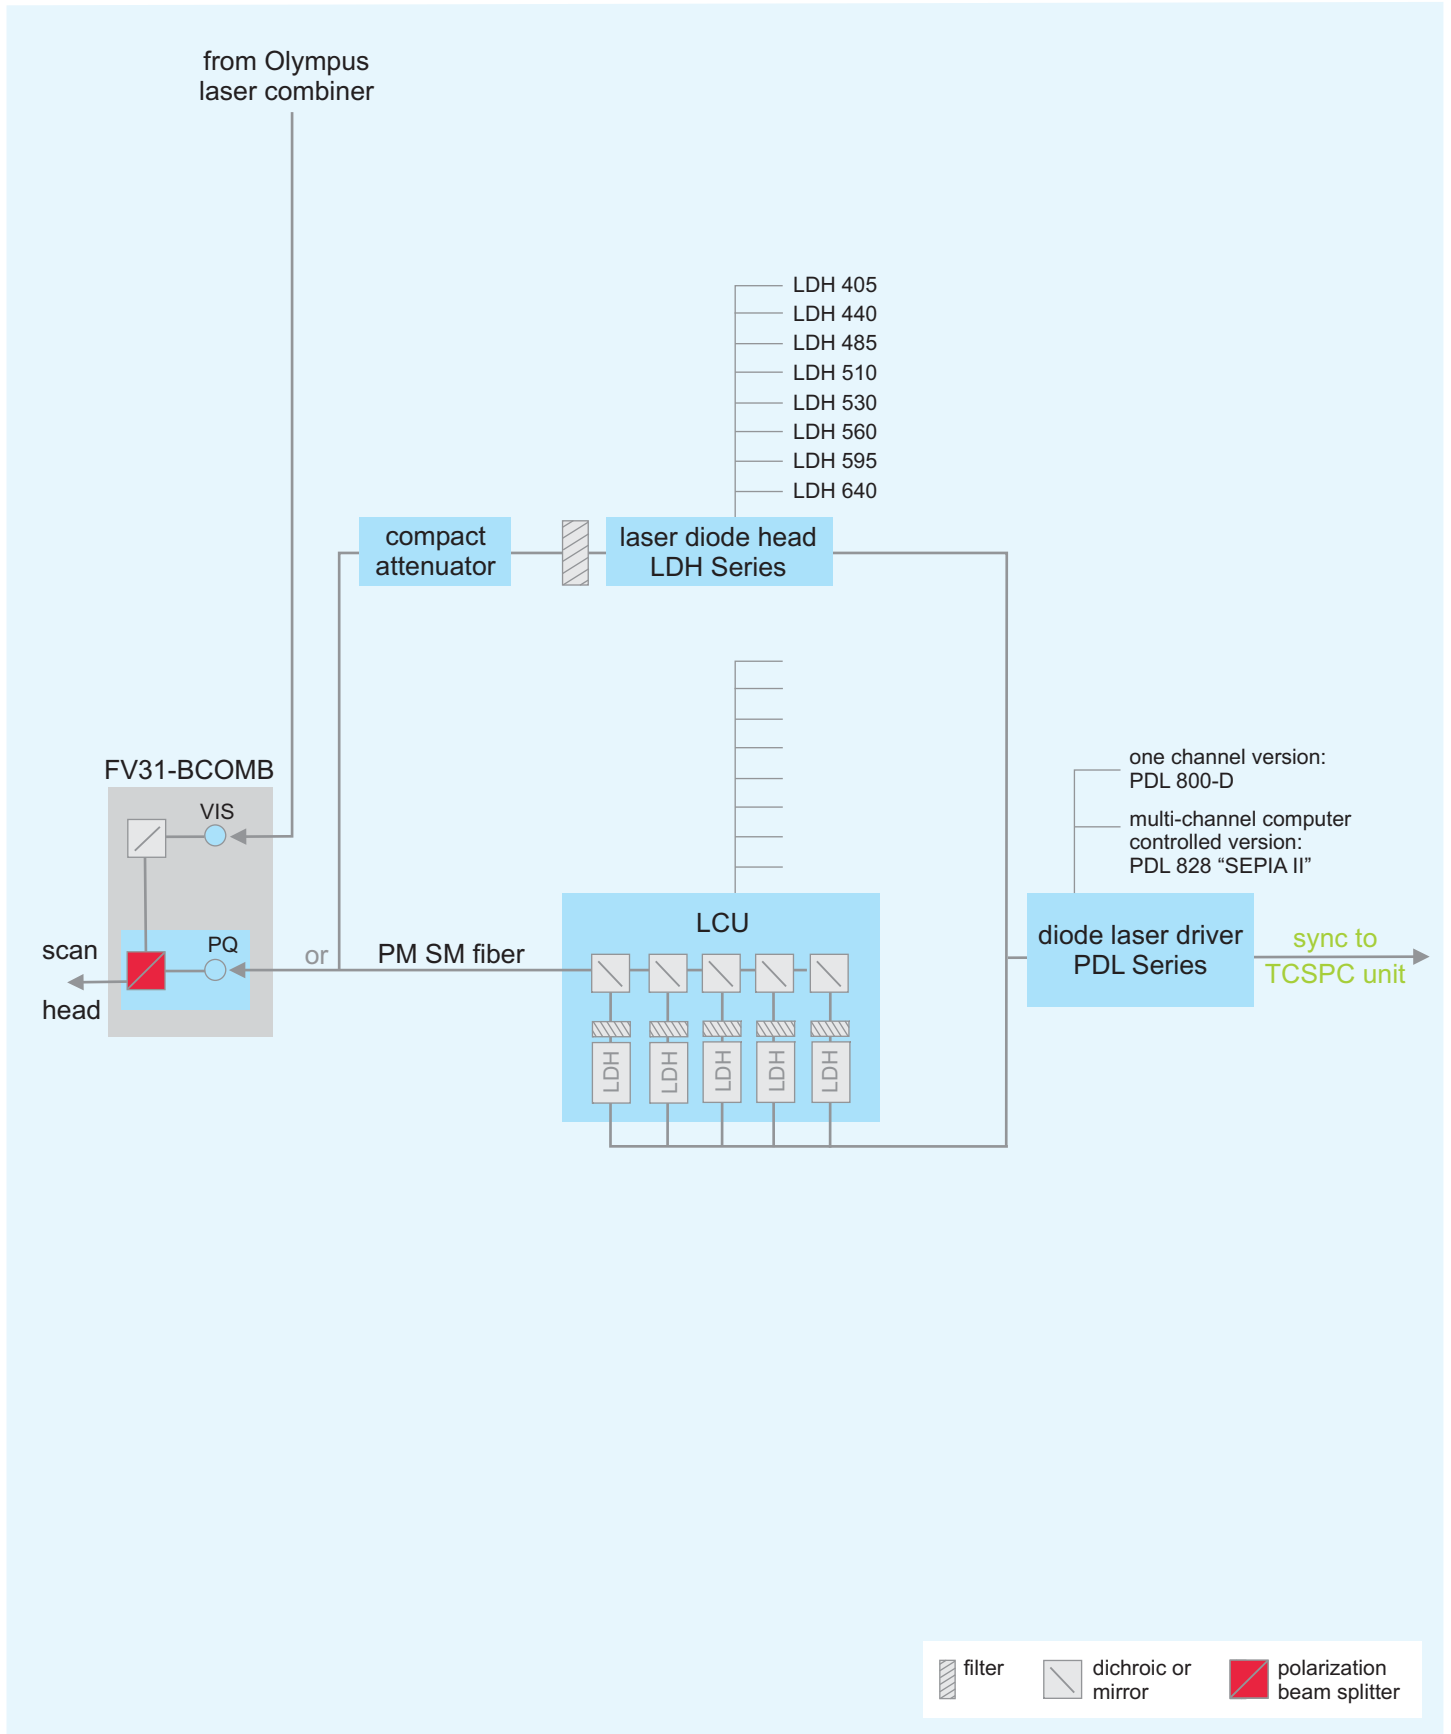 from Olympus
laser combiner
LDH 405
LDH 440
LDH 485
LDH 510
LDH 530
LDH 560
LDH 595
LDH 640
compact
attenuator
laser diode head
LDH Series
FV31-BCOMB
VIS
PQ
scan
head
or
PM SM fiber
LCU
LDH
LDH
LDH
LDH
LDH
one channel version:
PDL 800-D
multi-channel computer
controlled version:
PDL 828 “SEPIA II”
diode laser driver
PDL Series
sync to
TCSPC unit
filter
dichroic or
mirror
polarization
beam splitter